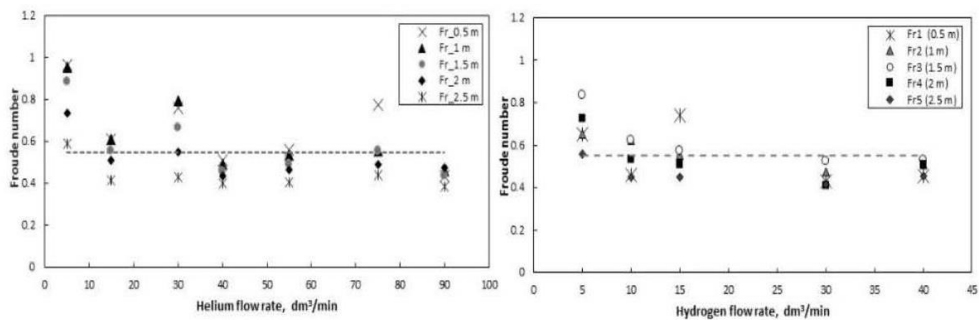 1.2
1
0.8
0.6
0.4
0.2
0
Froude number
0 10 20 30 40 50 60 70 80 90 100
Helium flow rate, dm³/min
Fr_0.5 m
Fr_1 m
Fr_1.5 m
Fr_2 m
Fr_2.5 m
1.2
1
0.8
0.6
0.4
0.2
0
Froude number
0 5 10 15 20 25 30 35 40 45
Hydrogen flow rate, dm³/min
Fr1 (0.5 m)
Fr2 (1 m)
Fr3 (1.5 m)
Fr4 (2 m)
Fr5 (2.5 m)